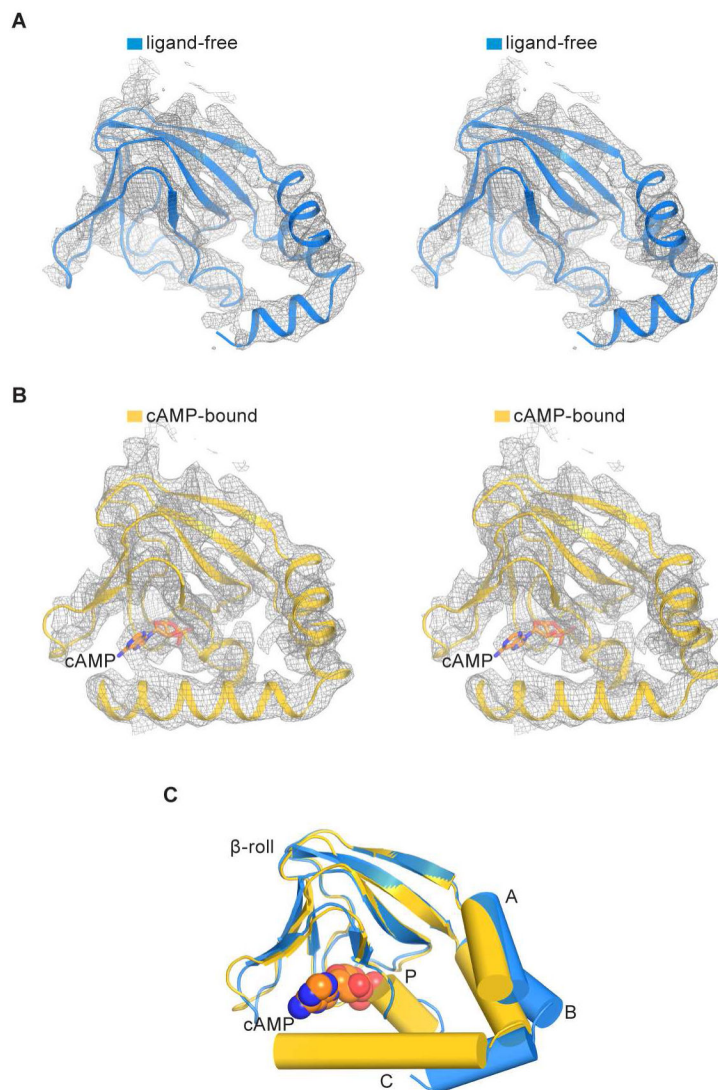 A
ligand-free
ligand-free
B
cAMP-bound
cAMP-bound
cAMP
cAMP
C
β-roll
A
P
B
cAMP
C